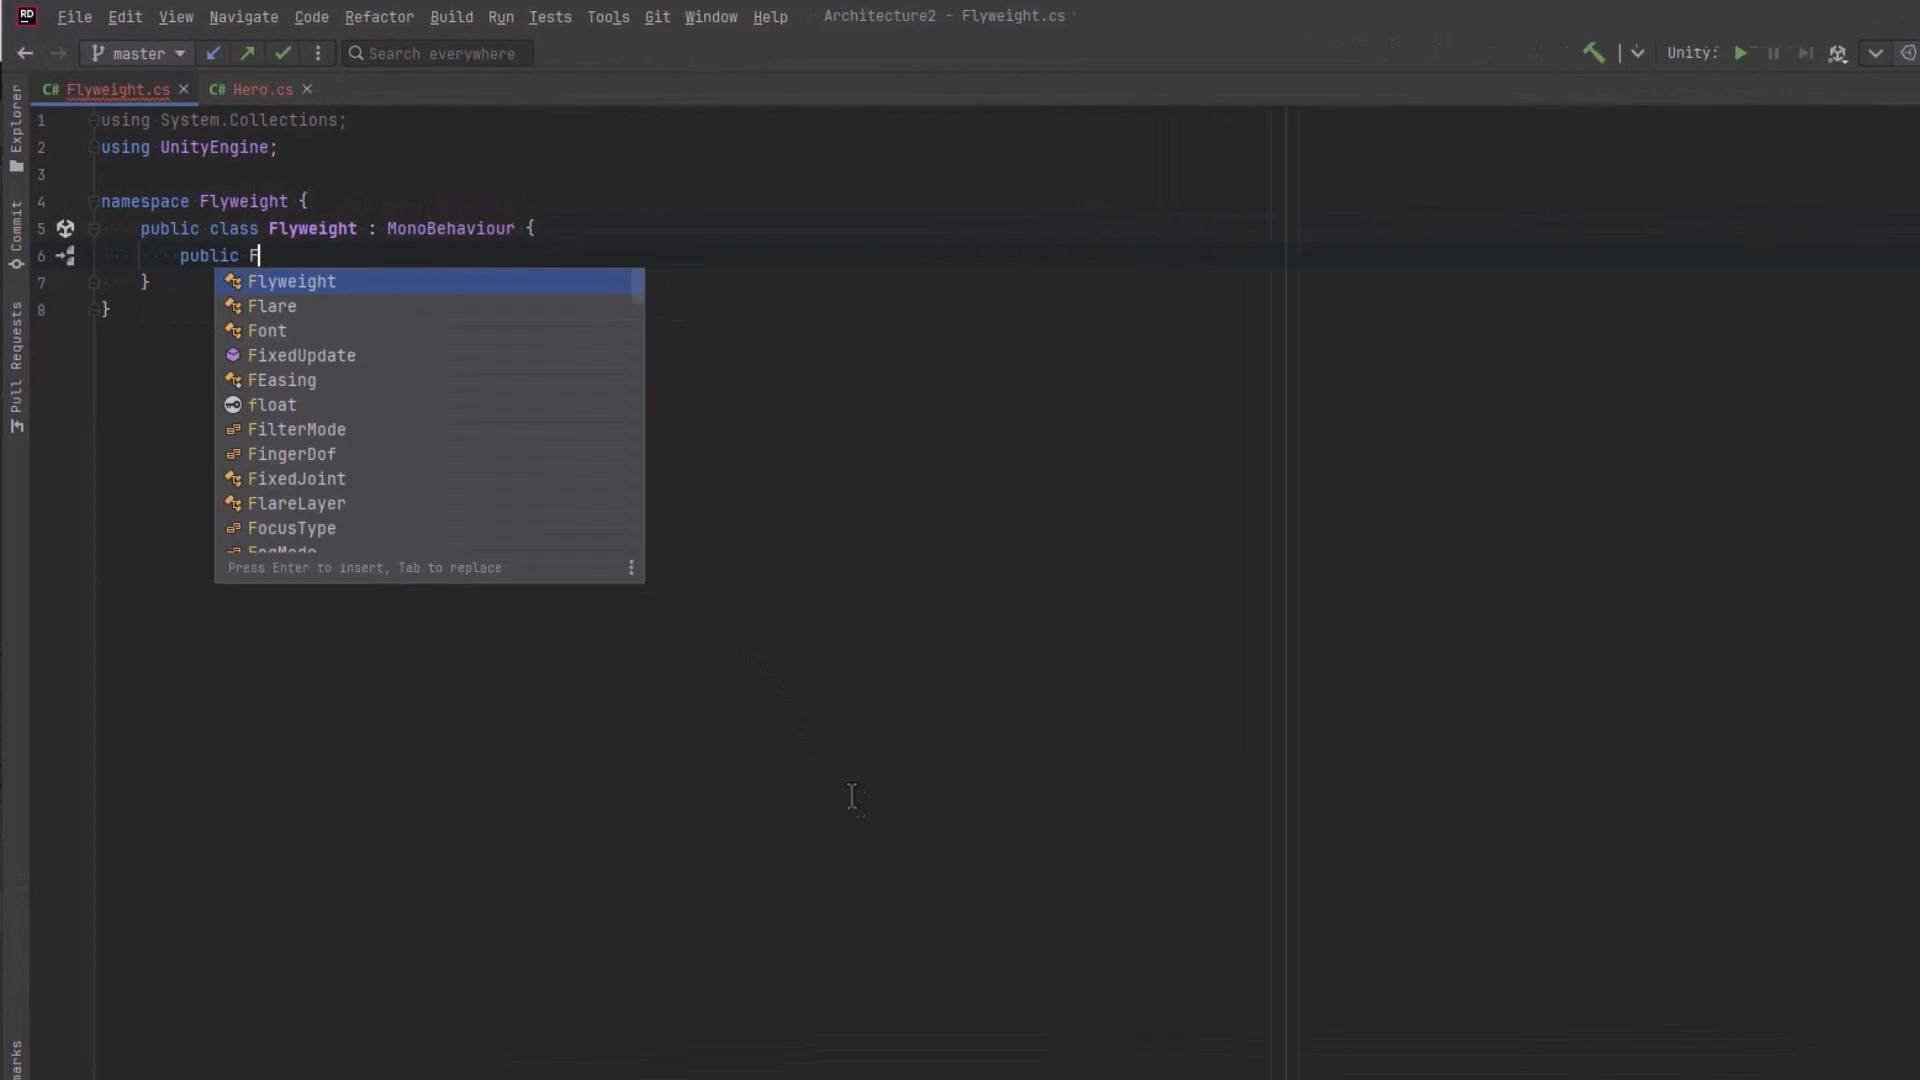 RD File Edit View Navigate Code Refactor Build Run Tests Tools Git Window Help Architecture2 - Flyweight.cs
master Search everywhere Unity:
C# Flyweight.cs × C# Hero.cs ×
Explorer
Commit
Pull Requests
marks
1 using System.Collections;
2 using UnityEngine;
3
4 namespace Flyweight {
5 public class Flyweight : MonoBehaviour {
6 public F
7 }
8 }
Flyweight
Flare
Font
FixedUpdate
FEasing
float
FilterMode
FingerDof
FixedJoint
FlareLayer
FocusType
FogMode
Press Enter to insert, Tab to replace